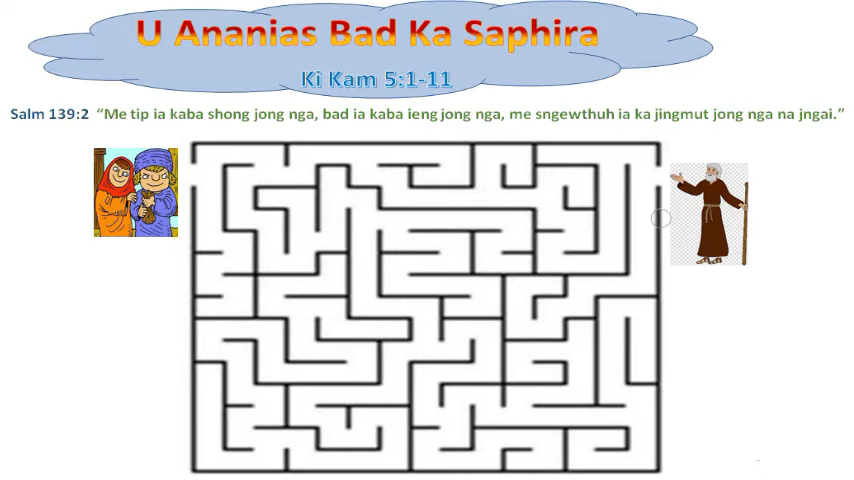 U Ananias Bad Ka Saphira
Ki Kam 5:1-11
Salm 139:2 “Me tip ia kaba shong jong nga, bad ia kaba ieng jong nga, me sngewthuh ia ka jingmut jong nga na jngai.”